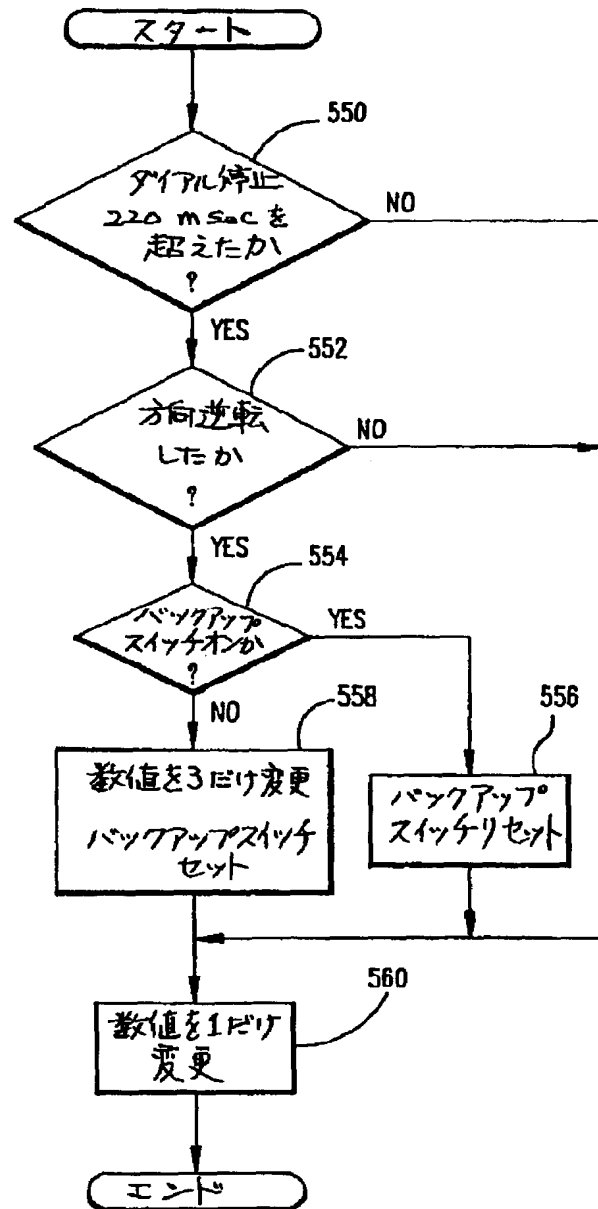 スタート
550
ダイアル停止
220 mSec を
超えたか
?
NO
YES
552
方向逆転
したか
?
NO
YES
554
バックアップ
スイッチオンか
?
YES
NO
558
数値を3だけ変更
バックアップスイッチ
セット
556
バックアップ
スイッチリセット
560
数値を1だけ
変更
エンド